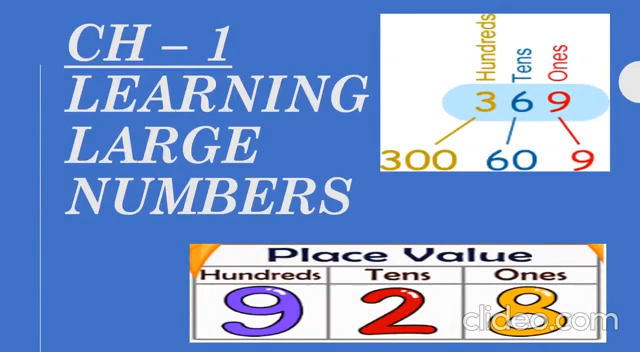 CH – 1
LEARNING
LARGE
NUMBERS
Hundreds Tens Ones
3 6 9
300 60 9
Place Value
Hundreds Tens Ones
9 2 8
clideo.com